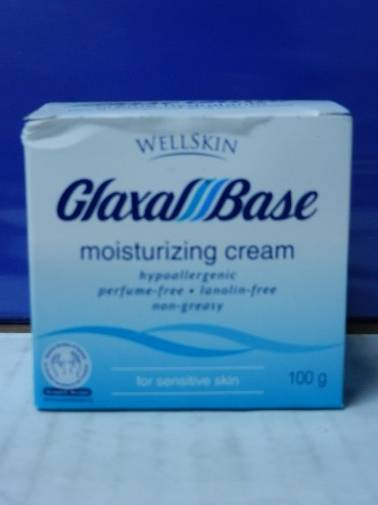 WELLSKIN
Glaxal Base
moisturizing cream
hypoallergenic
perfume-free • lanolin-free
non-greasy
for sensitive skin
100 g